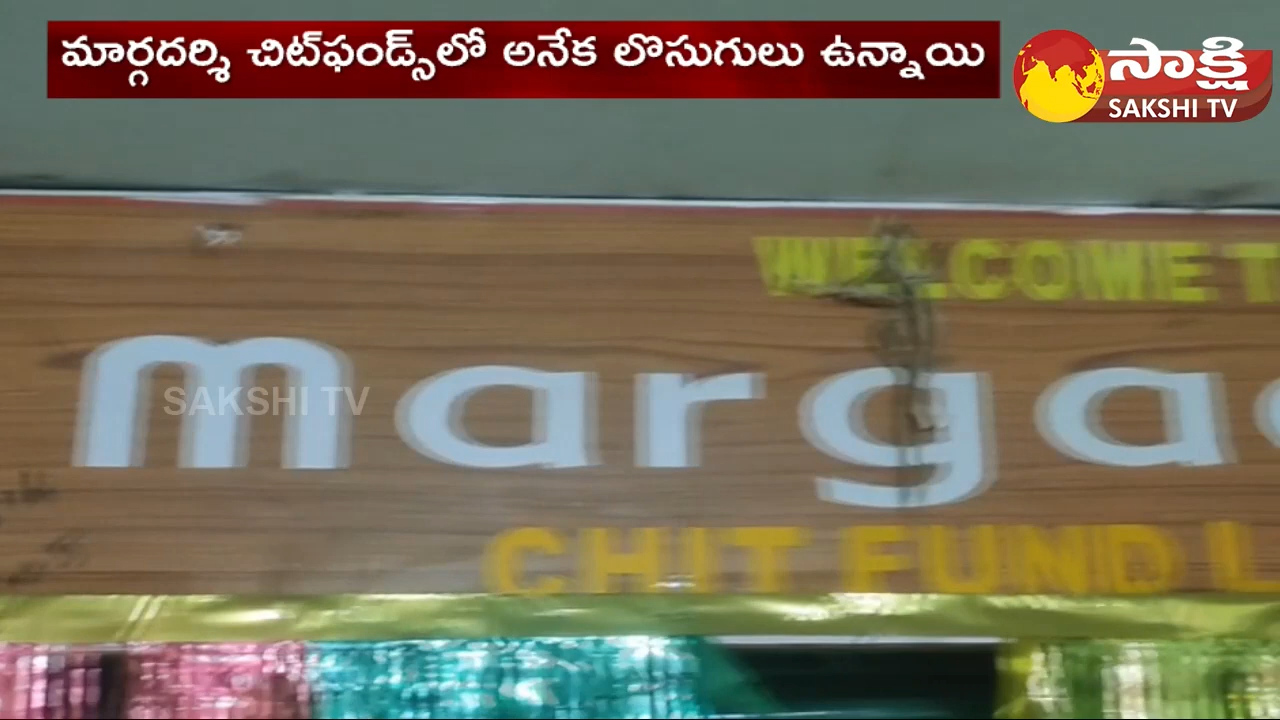 మార్గదర్శి చిట్‌ఫండ్స్‌లో అనేక లొసుగులు ఉన్నాయి
సాక్షి
SAKSHI TV
WELCOME T
marga
SAKSHI TV
CHIT FUND L